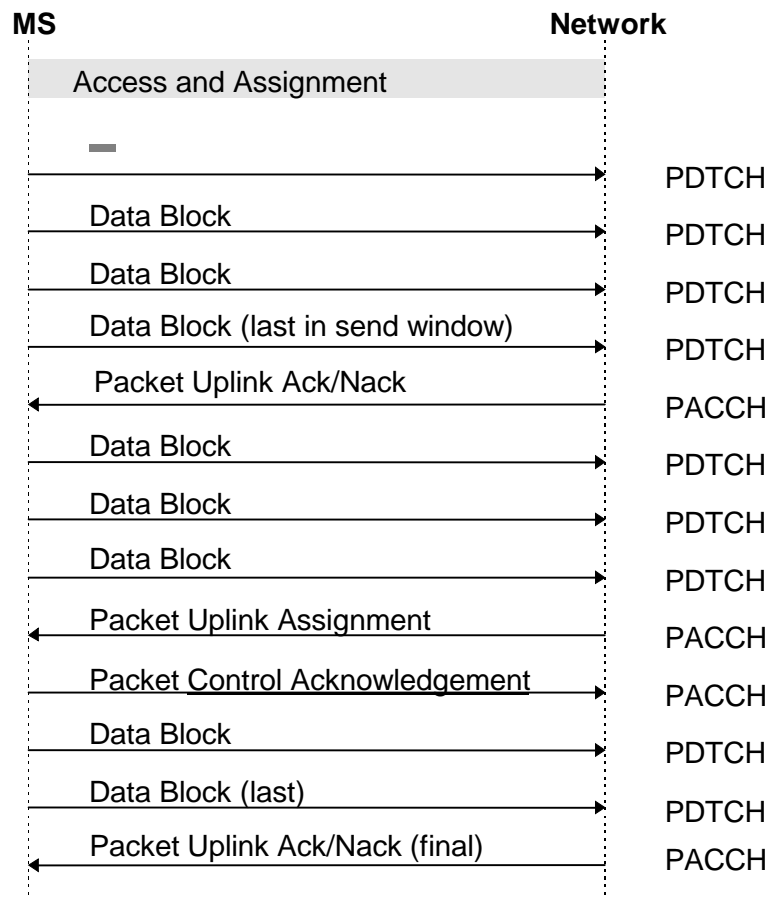 MS Network
Access and Assignment
PDTCH
Data Block PDTCH
Data Block PDTCH
Data Block (last in send window) PDTCH
Packet Uplink Ack/Nack PACCH
Data Block PDTCH
Data Block PDTCH
Data Block PDTCH
Packet Uplink Assignment PACCH
Packet Control Acknowledgement PACCH
Data Block PDTCH
Data Block (last) PDTCH
Packet Uplink Ack/Nack (final) PACCH